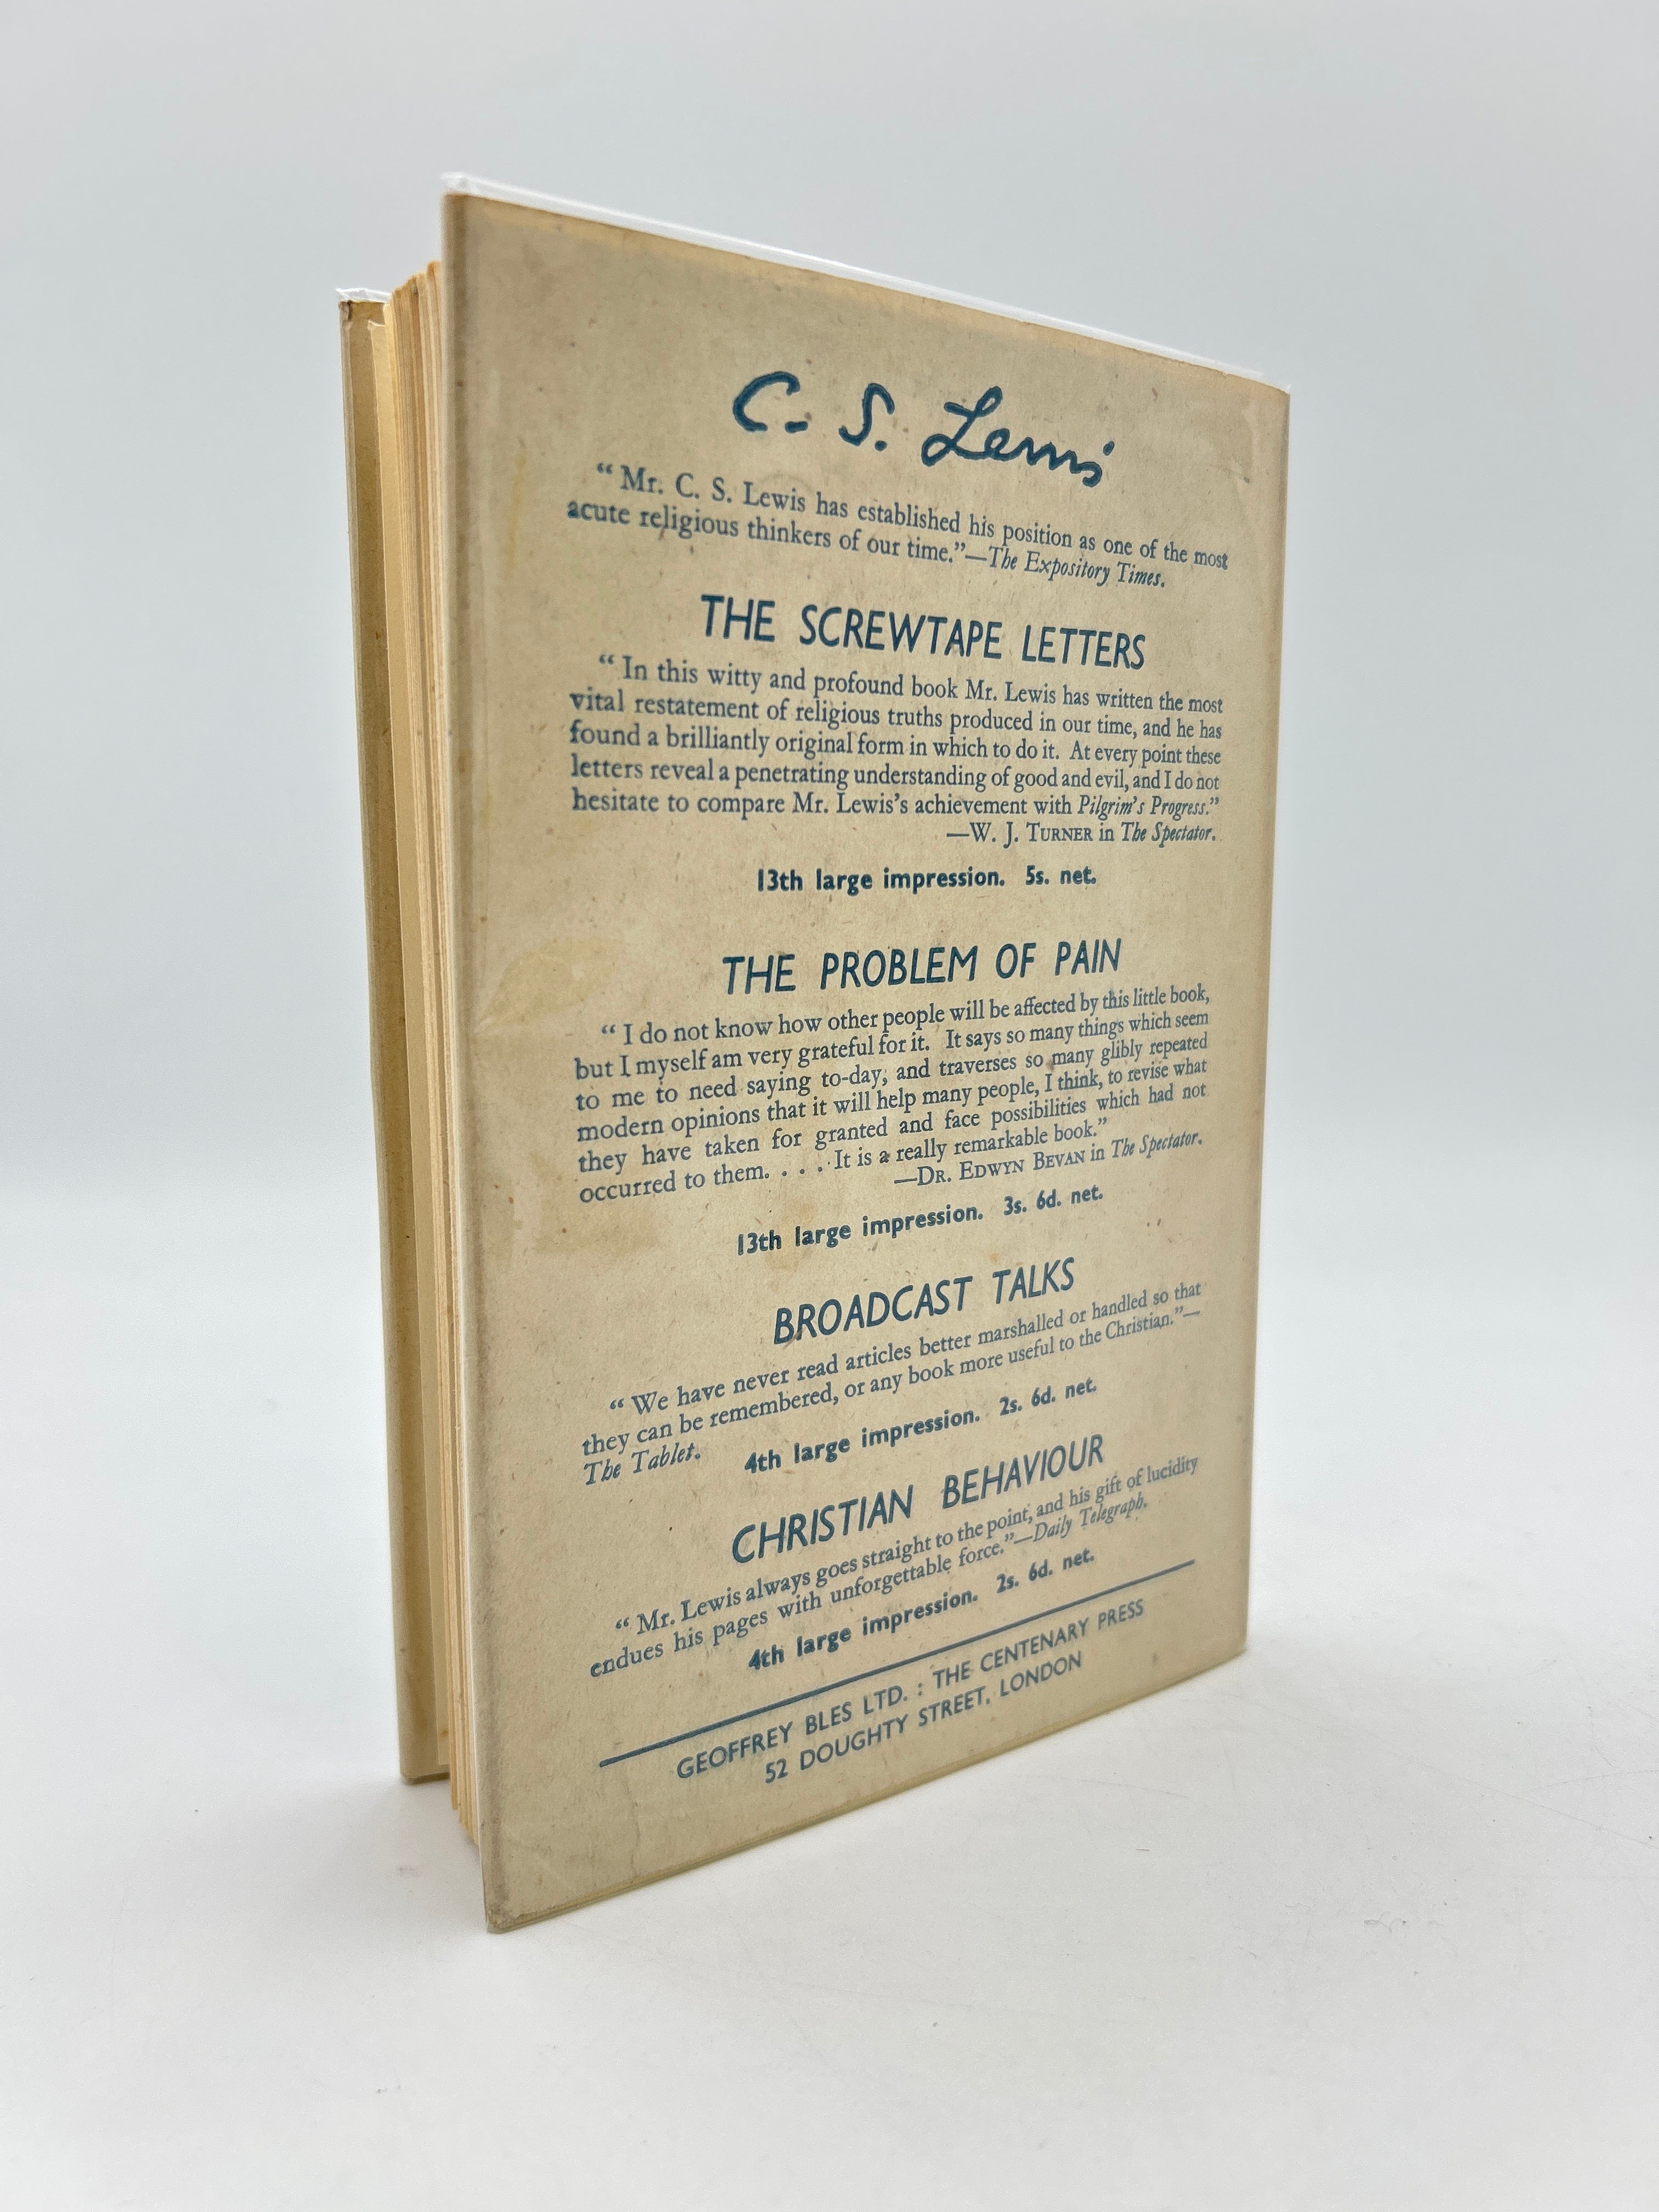 C. S. Lewis
“Mr. C. S. Lewis has established his position as one of the most
acute religious thinkers of our time.”—The Expository Times.
THE SCREWTAPE LETTERS
“In this witty and profound book Mr. Lewis has written the most
vital restatement of religious truths produced in our time, and he has
found a brilliantly original form in which to do it. At every point these
letters reveal a penetrating understanding of good and evil, and I do not
hesitate to compare Mr. Lewis’s achievement with Pilgrim’s Progress.”
—W. J. TURNER in The Spectator.
13th large impression. 5s. net.
THE PROBLEM OF PAIN
“I do not know how other people will be affected by this little book,
but I myself am very grateful for it. It says so many things which seem
to me to need saying to-day, and traverses so many glibly repeated
modern opinions that it will help many people, I think, to revise what
they have taken for granted and face possibilities which had not
occurred to them. . . . It is a really remarkable book.”
—DR. EDWYN BEVAN in The Spectator.
13th large impression. 3s. 6d. net.
BROADCAST TALKS
“We have never read articles better marshalled or handled so that
they can be remembered, or any book more useful to the Christian.”—
The Tablet. 4th large impression. 2s. 6d. net.
CHRISTIAN BEHAVIOUR
“Mr. Lewis always goes straight to the point, and his gift of lucidity
endues his pages with unforgettable force.”—Daily Telegraph.
4th large impression. 2s. 6d. net.
GEOFFREY BLES LTD. : THE CENTENARY PRESS
52 DOUGHTY STREET, LONDON